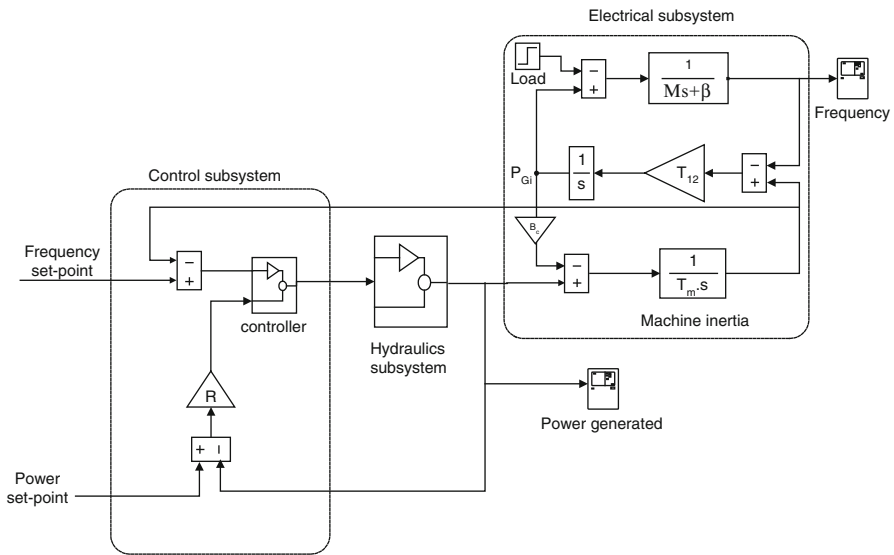 Electrical subsystem
Load
−
+
1
Ms+β
Frequency
Control subsystem
P_Gi
1
s
T_12
−
+
B_c
Frequency
set-point
−
+
controller
Hydraulics
subsystem
−
+
1
T_m.s
Machine inertia
R
Power generated
+ −
Power
set-point